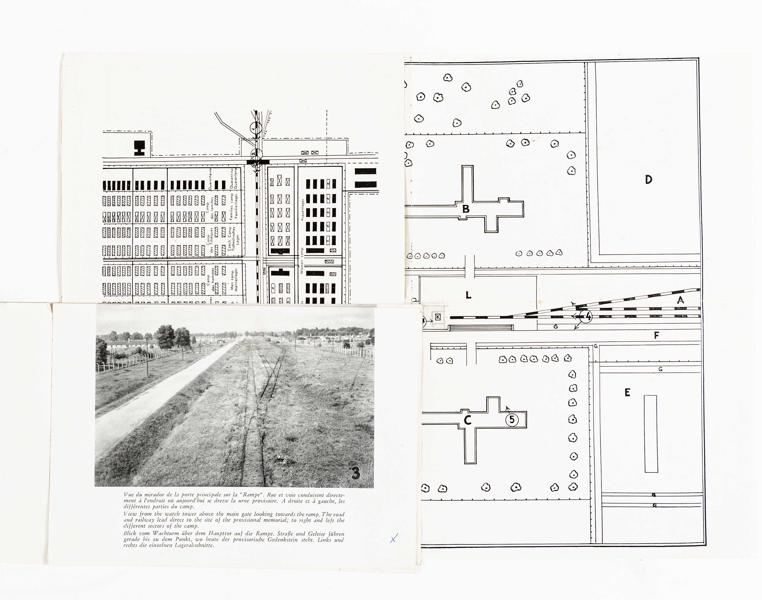 D
B
L
A
4
G
F
G
G
E
C
5
G
G
3
Vue du mirador de la porte principale sur la "Rampe". Rue et voie conduisent directe-
ment à l'endroit où aujourd'hui se dresse la urne provisoire. A droite et à gauche, les
différentes parties du camp.
View from the watch tower above the main gate looking towards the ramp. The road
and railway lead direct to the site of the provisional memorial; to right and left the
different sectors of the camp.
Blick vom Wachturm über dem Haupttor auf die Rampe. Straße und Geleise führen
gerade bis zu dem Punkt, wo heute der provisorische Gedenkstein steht. Links und
rechts die einzelnen Lagerabschnitte.
x